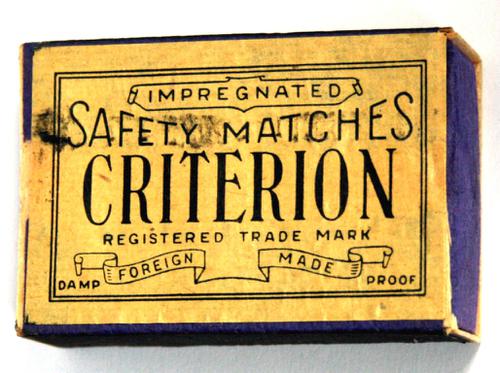 IMPREGNATED
SAFETY MATCHES
CRITERION
REGISTERED TRADE MARK
FOREIGN MADE
DAMP PROOF